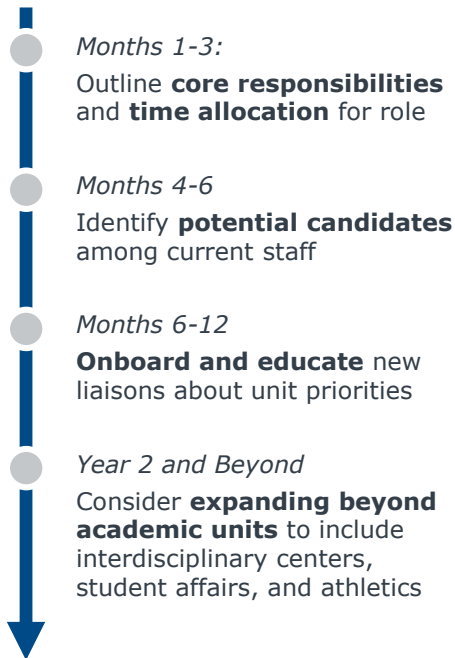 Months 1-3:
Outline core responsibilities
and time allocation for role
Months 4-6
Identify potential candidates
among current staff
Months 6-12
Onboard and educate new
liaisons about unit priorities
Year 2 and Beyond
Consider expanding beyond
academic units to include
interdisciplinary centers,
student affairs, and athletics